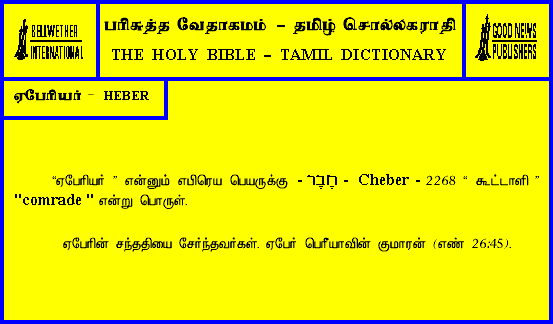 BELLWETHER
INTERNATIONAL
பரிசுத்த வேதாகமம் – தமிழ் சொல்லகராதி
THE HOLY BIBLE – TAMIL DICTIONARY
GOOD NEWS
PUBLISHERS
ஏபேரியர் – HEBER
“ஏபேரியர் ” என்னும் எபிரெய பெயருக்கு - חֶבֶר - Cheber - 2268 “ கூட்டாளி ”
"comrade " என்று பொருள்.
ஏபேரின் சந்ததியை சேர்ந்தவர்கள். ஏபேர் பெரீயாவின் குமாரன் (எண் 26:45).